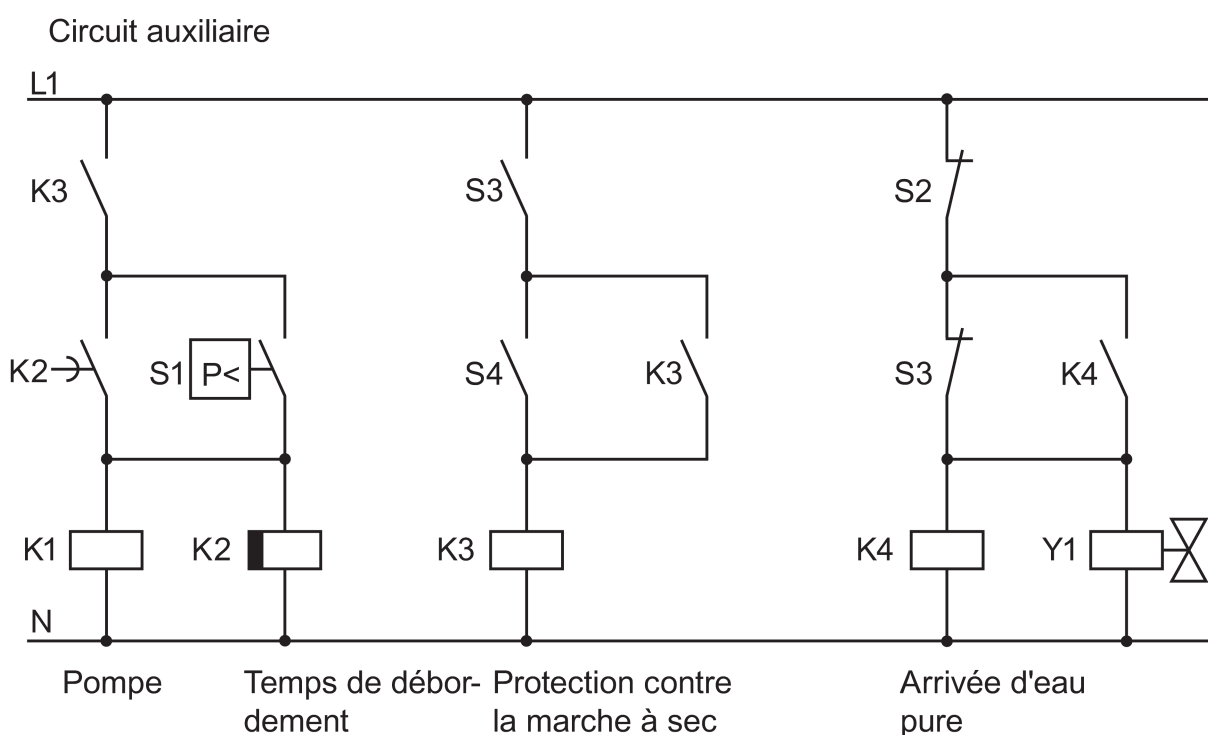 Circuit auxiliaire
L1
K3
S3
S2
K2
S1
P<
S4
K3
S3
K4
K1
K2
K3
K4
Y1
N
Pompe
Temps de débor-
dement
Protection contre
la marche à sec
Arrivée d'eau
pure